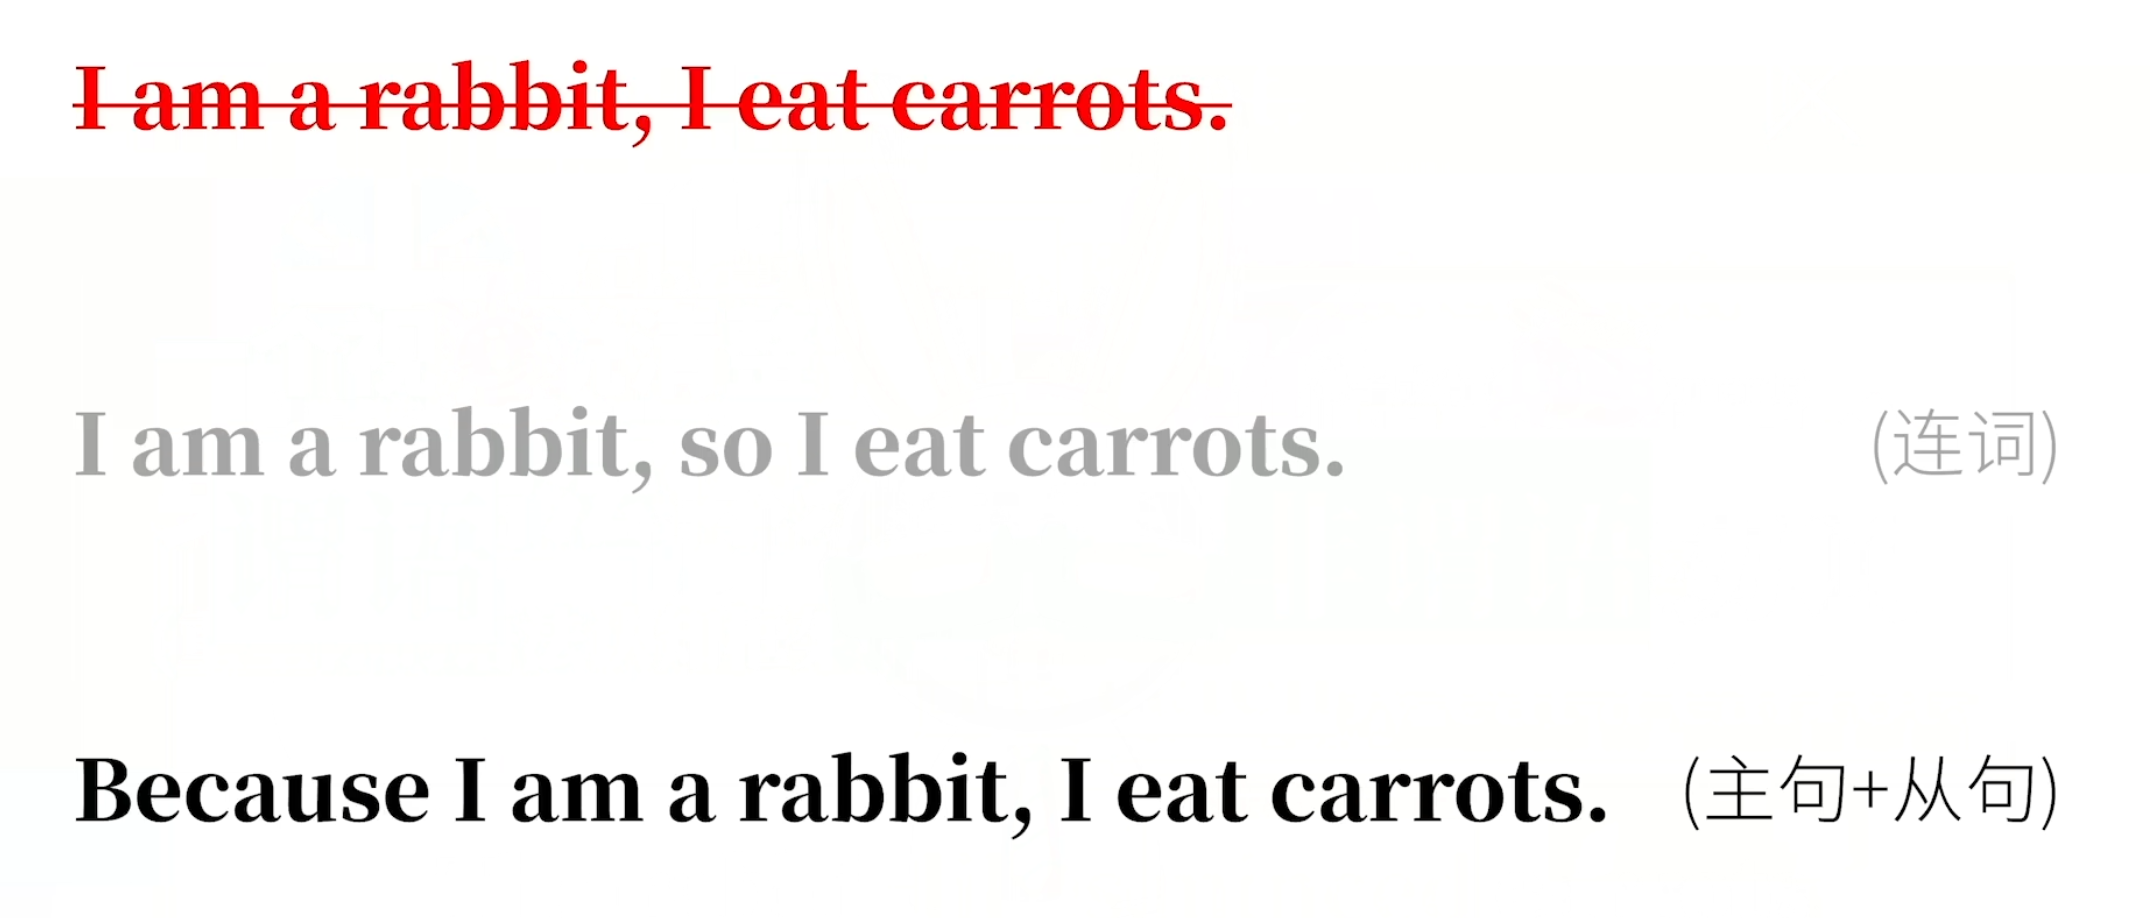 I am a rabbit, I eat carrots.
I am a rabbit, so I eat carrots. (连词)
Because I am a rabbit, I eat carrots. (主句+从句)